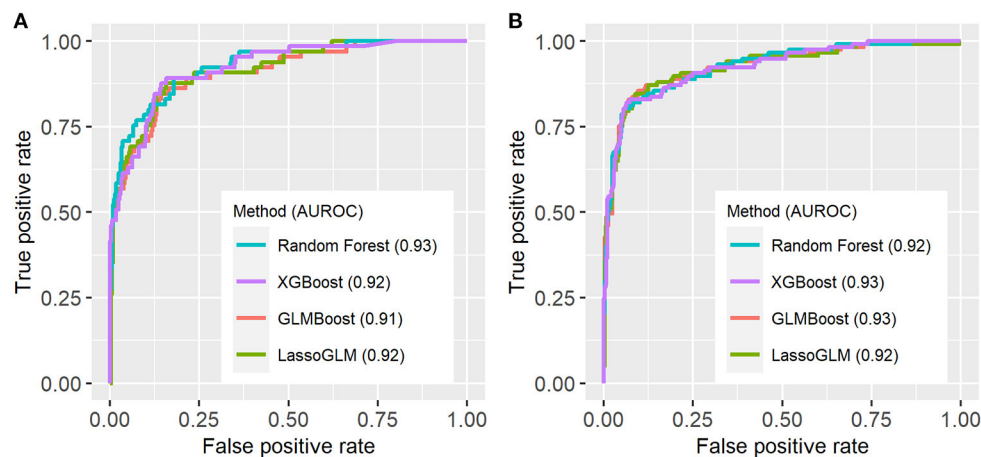 A
1.00
0.75
0.50
0.25
0.00
True positive rate
Method (AUROC)
Random Forest (0.93)
XGBoost (0.92)
GLMBoost (0.91)
LassoGLM (0.92)
0.00 0.25 0.50 0.75 1.00
False positive rate
B
1.00
0.75
0.50
0.25
0.00
True positive rate
Method (AUROC)
Random Forest (0.92)
XGBoost (0.93)
GLMBoost (0.93)
LassoGLM (0.92)
0.00 0.25 0.50 0.75 1.00
False positive rate